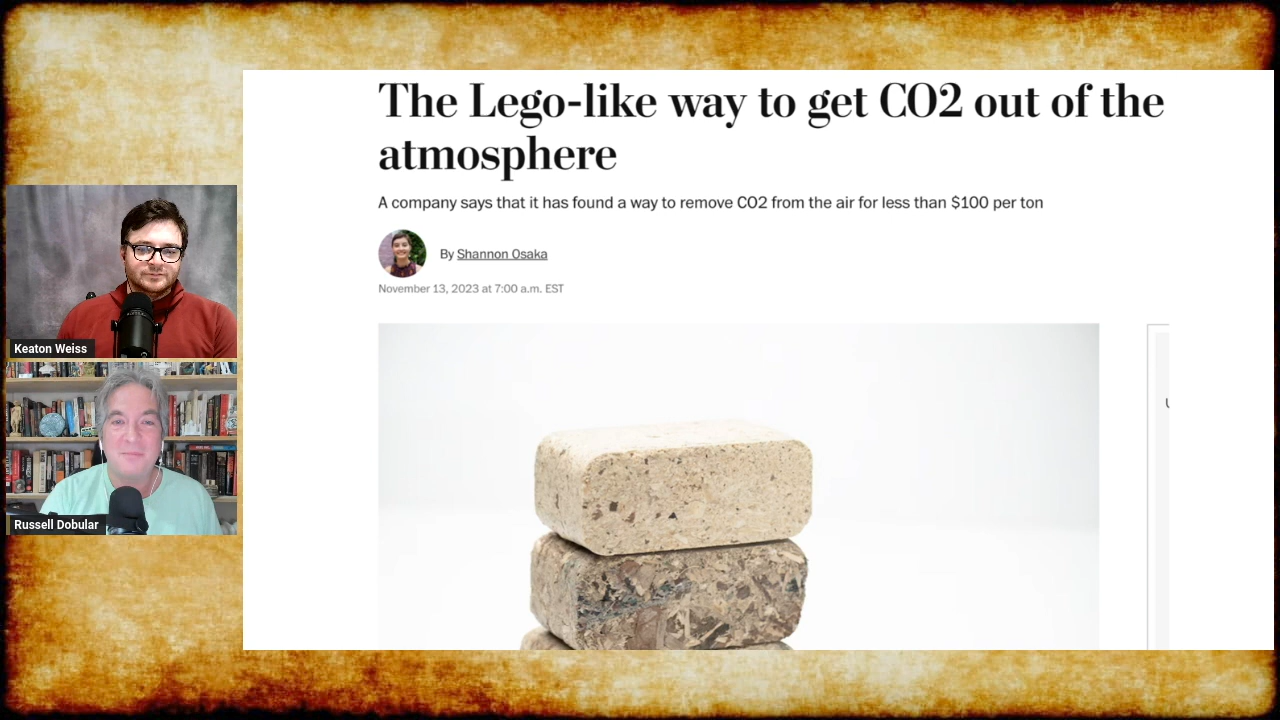 The Lego-like way to get CO2 out of the
atmosphere
A company says that it has found a way to remove CO2 from the air for less than $100 per ton
By Shannon Osaka
November 13, 2023 at 7:00 a.m. EST
Keaton Weiss
Russell Dobular